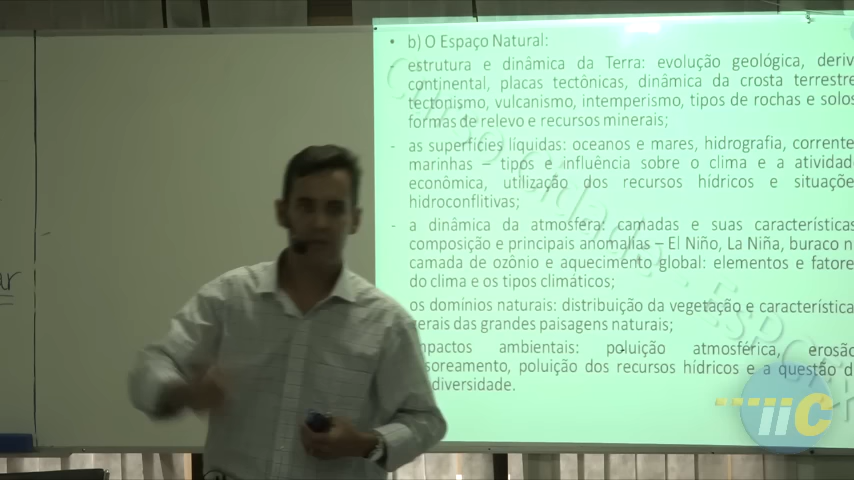 • b) O Espaço Natural:
- estrutura e dinâmica da Terra: evolução geológica, deriv
continental, placas tectônicas, dinâmica da crosta terrestre
tectonismo, vulcanismo, intemperismo, tipos de rochas e solos
formas de relevo e recursos minerais;
- as superfícies líquidas: oceanos e mares, hidrografia, corrente
marinhas – tipos e influência sobre o clima e a atividad
econômica, utilização dos recursos hídricos e situaçõe
hidroconflitivas;
- a dinâmica da atmosfera: camadas e suas características
composição e principais anomalias – El Niño, La Niña, buraco n
camada de ozônio e aquecimento global: elementos e fatore
do clima e os tipos climáticos;
os domínios naturais: distribuição da vegetação e característica
gerais das grandes paisagens naturais;
mpactos ambientais: poluição atmosférica, erosão
soreamento, poluição dos recursos hídricos e a questão d
diversidade.
iiC